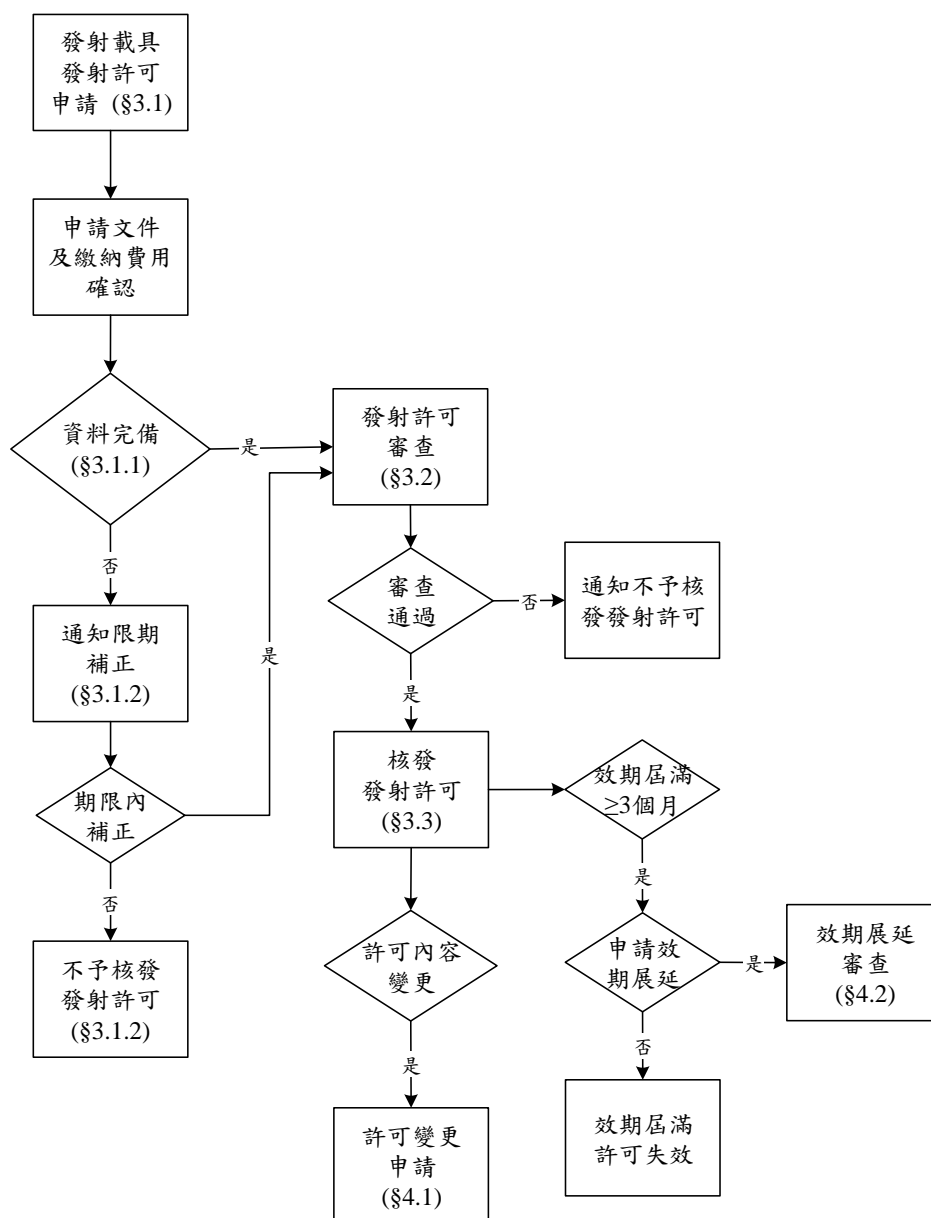 發射載具
發射許可
申請 (§3.1)
申請文件
及繳納費用
確認
資料完備
(§3.1.1)
是
發射許可
審查
(§3.2)
否
審查
通過
否
通知不予核
發發射許可
通知限期
補正
(§3.1.2)
是
是
期限內
補正
核發
發射許可
(§3.3)
效期屆滿
≥3個月
否
是
不予核發
發射許可
(§3.1.2)
許可內容
變更
申請效
期展延
是
效期展延
審查
(§4.2)
是
否
許可變更
申請
(§4.1)
效期屆滿
許可失效